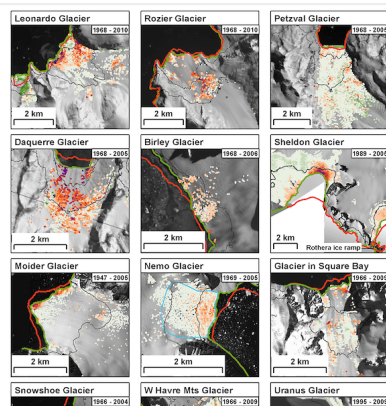 Leonardo Glacier
1968 - 2010
2 km
Rozier Glacier
1968 - 2010
2 km
Petzval Glacier
1968 - 2005
2 km
Daquerre Glacier
1968 - 2005
2 km
Birley Glacier
1968 - 2006
2 km
Sheldon Glacier
1989 - 2005
2 km
Rothera ice ramp
Moider Glacier
1947 - 2005
2 km
Nemo Glacier
1969 - 2005
2 km
Glacier in Square Bay
1966 - 2009
2 km
Snowshoe Glacier
1966 - 2004
W Havre Mts Glacier
1966 - 2009
Uranus Glacier
1995 - 2009